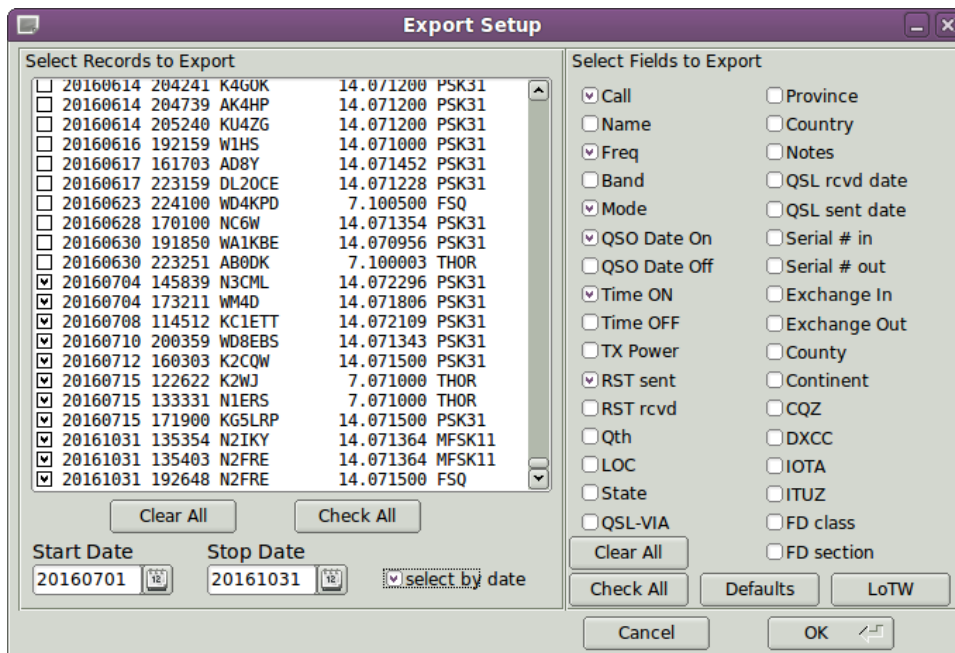 Export Setup
Select Records to Export
20160614 204241 K4GOK 14.071200 PSK31
20160614 204739 AK4HP 14.071200 PSK31
20160614 205240 KU4ZG 14.071200 PSK31
20160616 192159 W1HS 14.071000 PSK31
20160617 161703 AD8Y 14.071452 PSK31
20160617 223159 DL2OCE 14.071228 PSK31
20160623 224100 WD4KPD 7.100500 FSQ
20160628 170100 NC6W 14.071354 PSK31
20160630 191850 WA1KBE 14.070956 PSK31
20160630 223251 AB0DK 7.100003 THOR
20160704 145839 N3CML 14.072296 PSK31
20160704 173211 WM4D 14.071806 PSK31
20160708 114512 KC1ETT 14.072109 PSK31
20160710 200359 WD8EBS 14.071343 PSK31
20160712 160303 K2CQW 14.071500 PSK31
20160715 122622 K2WJ 7.071000 THOR
20160715 133331 N1ERS 7.071000 THOR
20160715 171900 KG5LRP 14.071500 PSK31
20161031 135354 N2IKY 14.071364 MFSK11
20161031 135403 N2FRE 14.071364 MFSK11
20161031 192648 N2FRE 14.071500 FSQ
Clear All Check All
Start Date Stop Date
20160701 12 20161031 12 select by date
Select Fields to Export
Call Province
Name Country
Freq Notes
Band QSL rcvd date
Mode QSL sent date
QSO Date On Serial # in
QSO Date Off Serial # out
Time ON Exchange In
Time OFF Exchange Out
TX Power County
RST sent Continent
RST rcvd CQZ
Qth DXCC
LOC IOTA
State ITUZ
QSL-VIA FD class
Clear All FD section
Check All Defaults LoTW
Cancel OK